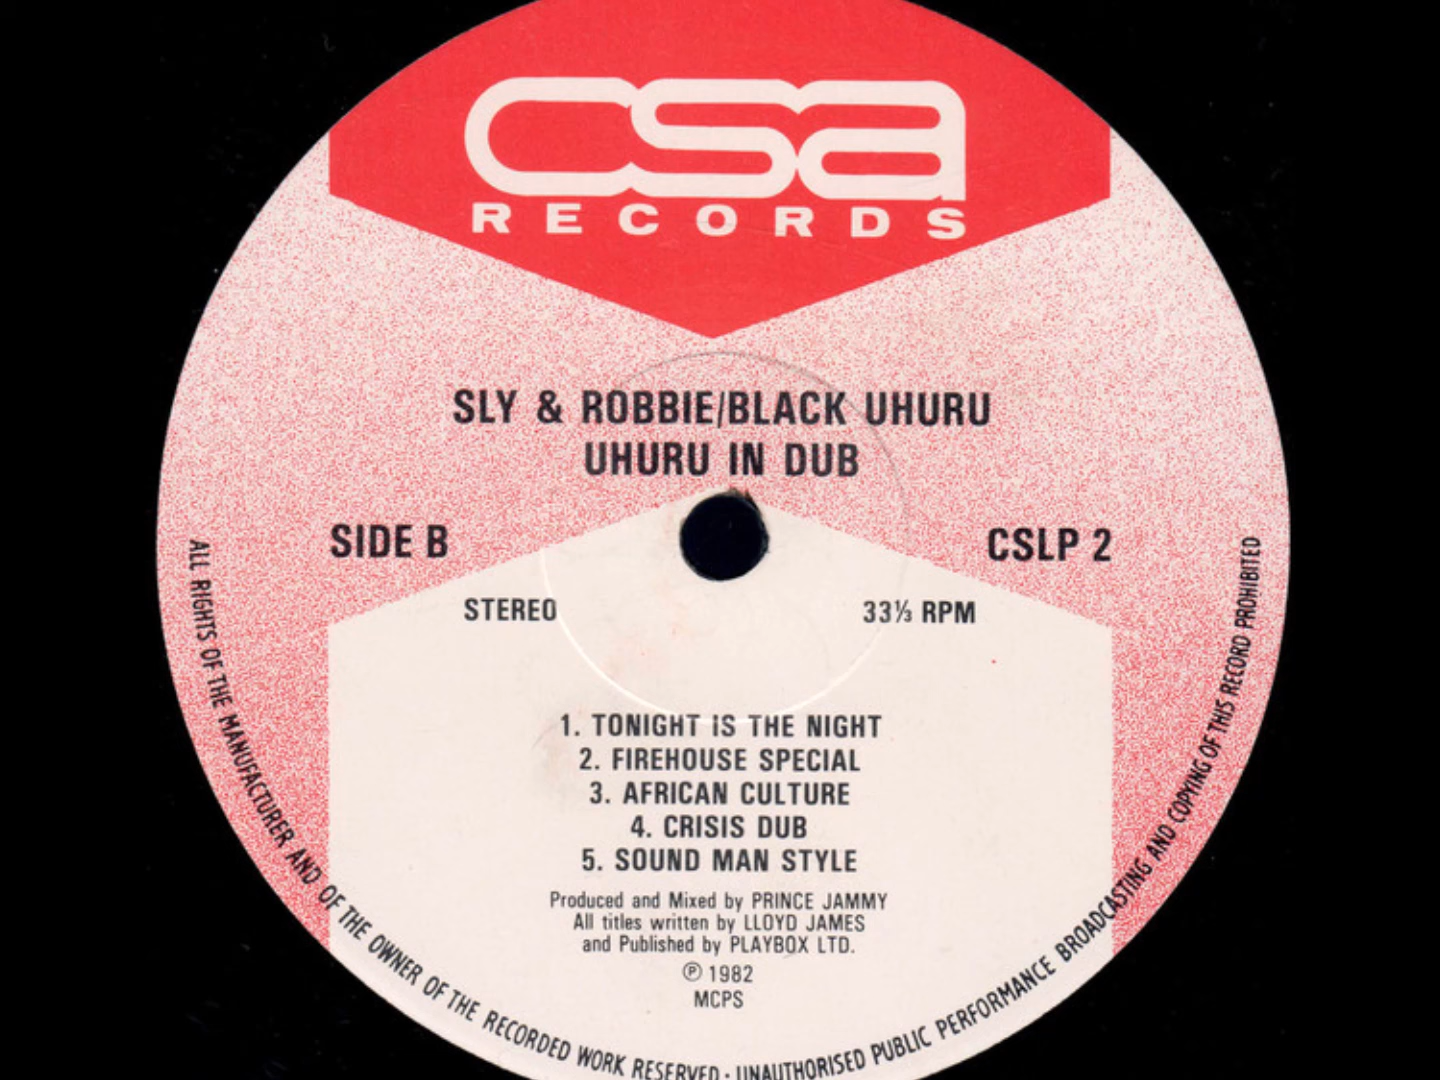 csa
RECORDS
SLY & ROBBIE/BLACK UHURU
UHURU IN DUB
SIDE B
CSLP 2
STEREO
33⅓ RPM
1. TONIGHT IS THE NIGHT
2. FIREHOUSE SPECIAL
3. AFRICAN CULTURE
4. CRISIS DUB
5. SOUND MAN STYLE
Produced and Mixed by PRINCE JAMMY
All titles written by LLOYD JAMES
and Published by PLAYBOX LTD.
℗ 1982
MCPS
ALL RIGHTS OF THE MANUFACTURER AND OF THE OWNER OF THE RECORDED WORK RESERVED · UNAUTHORISED PUBLIC PERFORMANCE BROADCASTING AND COPYING OF THIS RECORD PROHIBITED